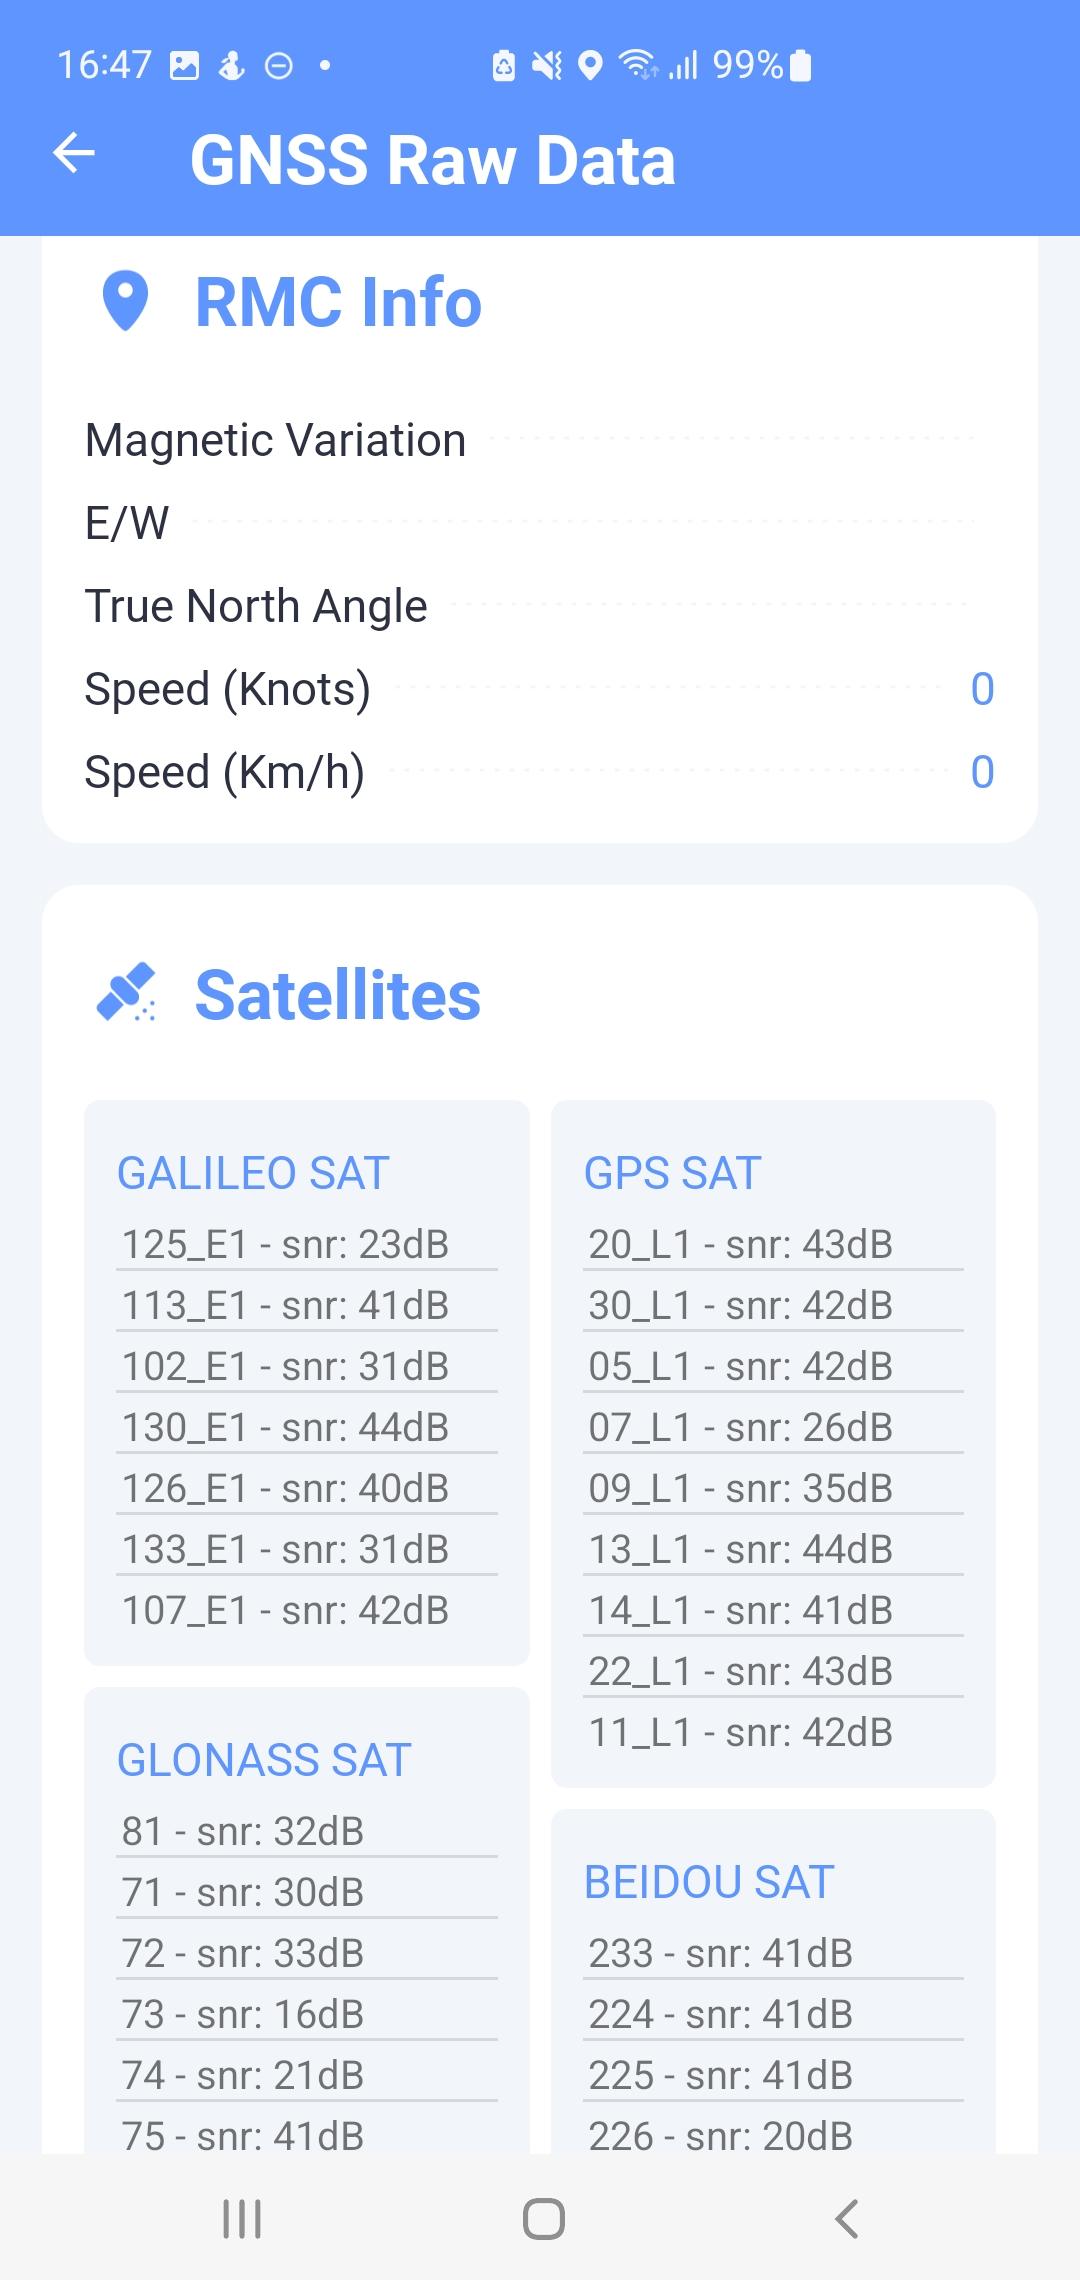 16:47
99%
GNSS Raw Data
RMC Info
Magnetic Variation
E/W
True North Angle
Speed (Knots) 0
Speed (Km/h) 0
Satellites
GALILEO SAT
125_E1 - snr: 23dB
113_E1 - snr: 41dB
102_E1 - snr: 31dB
130_E1 - snr: 44dB
126_E1 - snr: 40dB
133_E1 - snr: 31dB
107_E1 - snr: 42dB
GPS SAT
20_L1 - snr: 43dB
30_L1 - snr: 42dB
05_L1 - snr: 42dB
07_L1 - snr: 26dB
09_L1 - snr: 35dB
13_L1 - snr: 44dB
14_L1 - snr: 41dB
22_L1 - snr: 43dB
11_L1 - snr: 42dB
GLONASS SAT
81 - snr: 32dB
71 - snr: 30dB
72 - snr: 33dB
73 - snr: 16dB
74 - snr: 21dB
75 - snr: 41dB
BEIDOU SAT
233 - snr: 41dB
224 - snr: 41dB
225 - snr: 41dB
226 - snr: 20dB